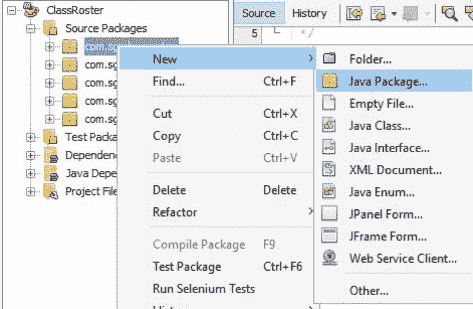 ClassRoster
Source Packages
com.sg
com.sg
com.sg
com.sg
com.sg
Test Packa
Dependenc
Java Depe
Project File
Source
History
5
*/
New
Find...
Ctrl+F
Cut
Ctrl+X
Copy
Ctrl+C
Paste
Ctrl+V
Delete
Delete
Refactor
Compile Package
F9
Test Package
Ctrl+F6
Run Selenium Tests
Folder...
Java Package...
Empty File...
Java Class...
Java Interface...
XML Document...
Java Enum...
JPanel Form...
JFrame Form...
Web Service Client...
Other...